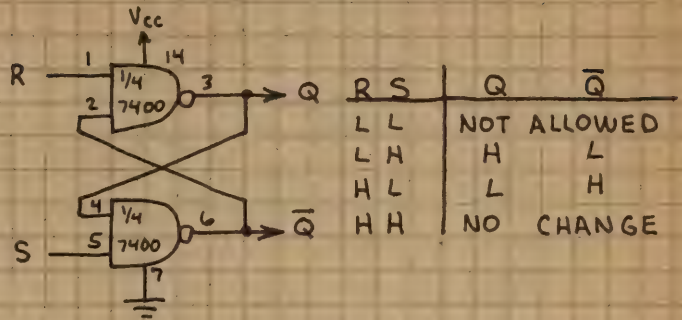 Vcc
1 14
R 1/4 3 Q
2 7400
4 1/4 6 Q̅
S 5 7400
7
R S Q Q̅
L L NOT ALLOWED
L H H L
H L L H
H H NO CHANGE